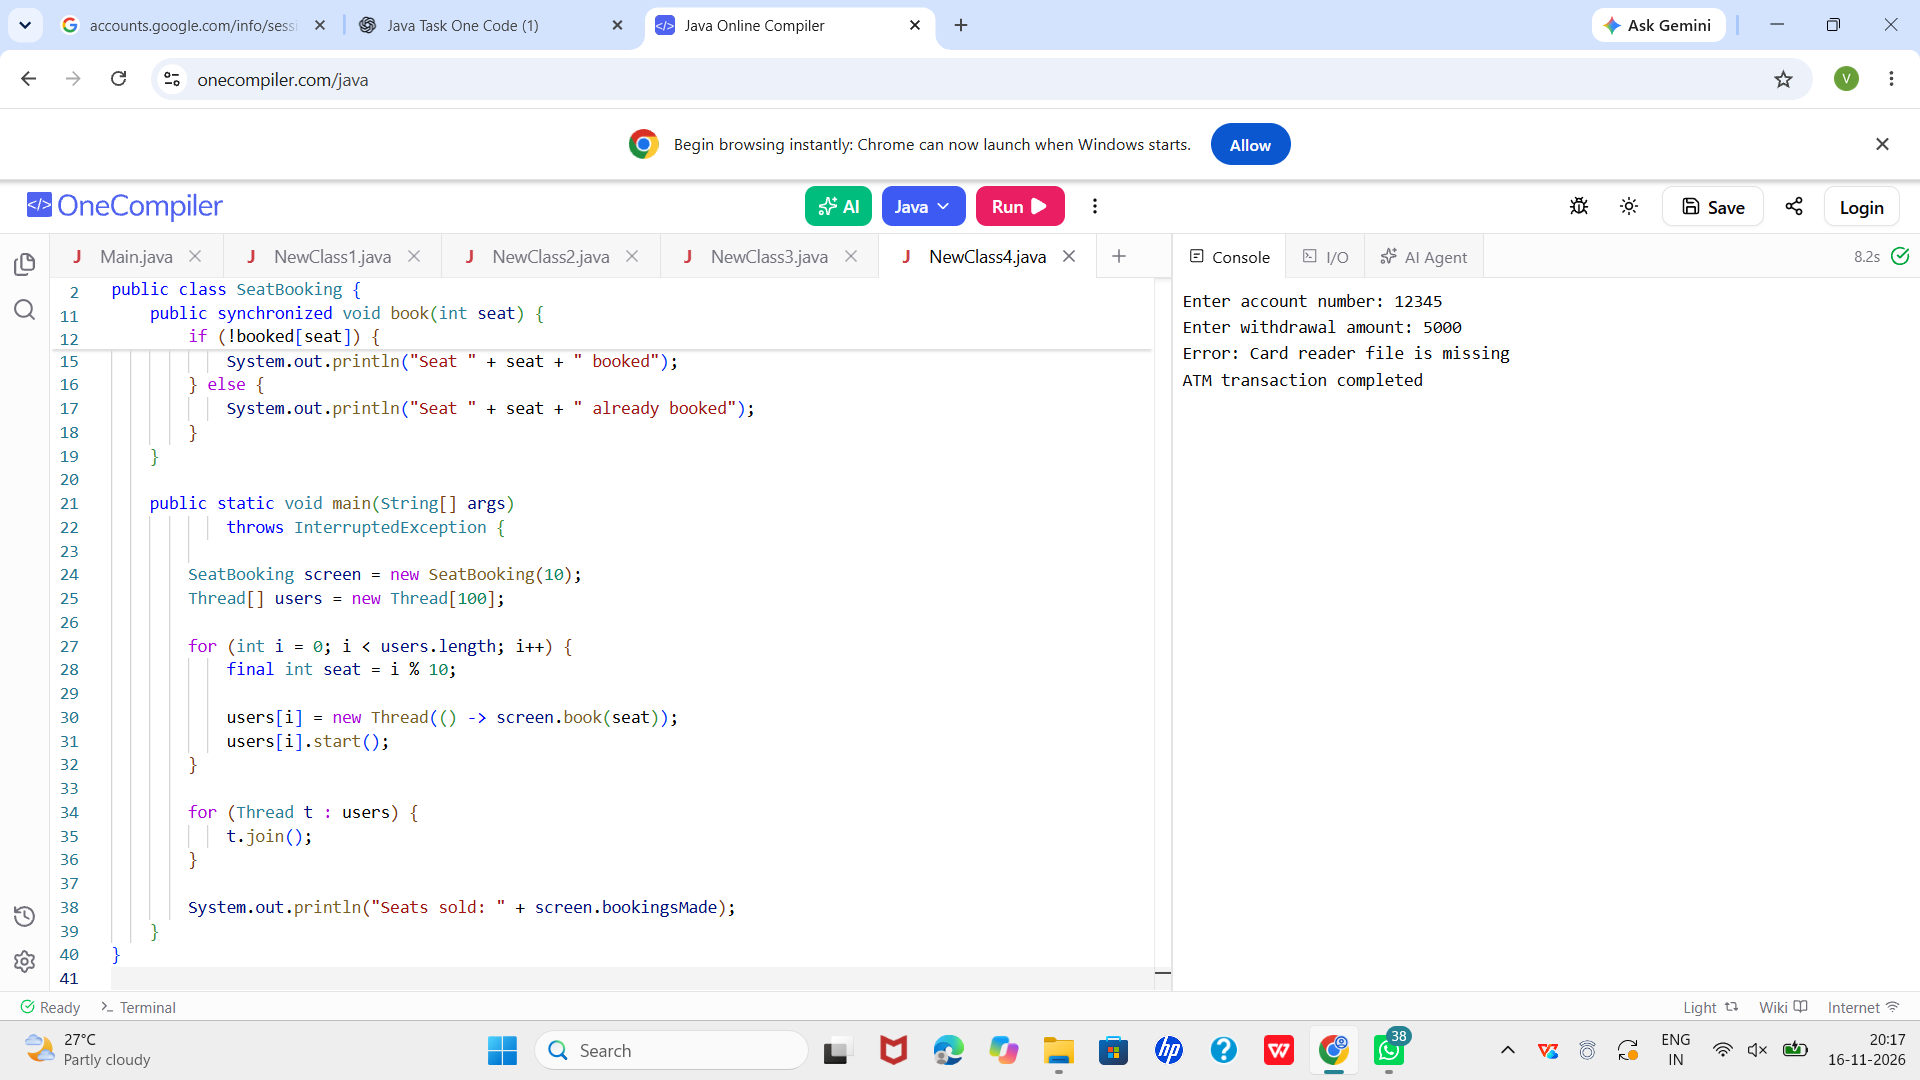 accounts.google.com/info/sessi
Java Task One Code (1)
Java Online Compiler
Ask Gemini
onecompiler.com/java
V
Begin browsing instantly: Chrome can now launch when Windows starts.
Allow
</> OneCompiler
AI
Java
Run
Save
Login
J Main.java
J NewClass1.java
J NewClass2.java
J NewClass3.java
J NewClass4.java
Console
I/O
AI Agent
8.2s
2 public class SeatBooking {
11 public synchronized void book(int seat) {
12 if (!booked[seat]) {
15 System.out.println("Seat " + seat + " booked");
16 } else {
17 System.out.println("Seat " + seat + " already booked");
18 }
19 }
20
21 public static void main(String[] args)
22 throws InterruptedException {
23
24 SeatBooking screen = new SeatBooking(10);
25 Thread[] users = new Thread[100];
26
27 for (int i = 0; i < users.length; i++) {
28 final int seat = i % 10;
29
30 users[i] = new Thread(() -> screen.book(seat));
31 users[i].start();
32 }
33
34 for (Thread t : users) {
35 t.join();
36 }
37
38 System.out.println("Seats sold: " + screen.bookingsMade);
39 }
40 }
41
Enter account number: 12345
Enter withdrawal amount: 5000
Error: Card reader file is missing
ATM transaction completed
Ready
Terminal
Light
Wiki
Internet
27°C
Partly cloudy
Search
hp
?
W
38
ENG
IN
20:17
16-11-2026